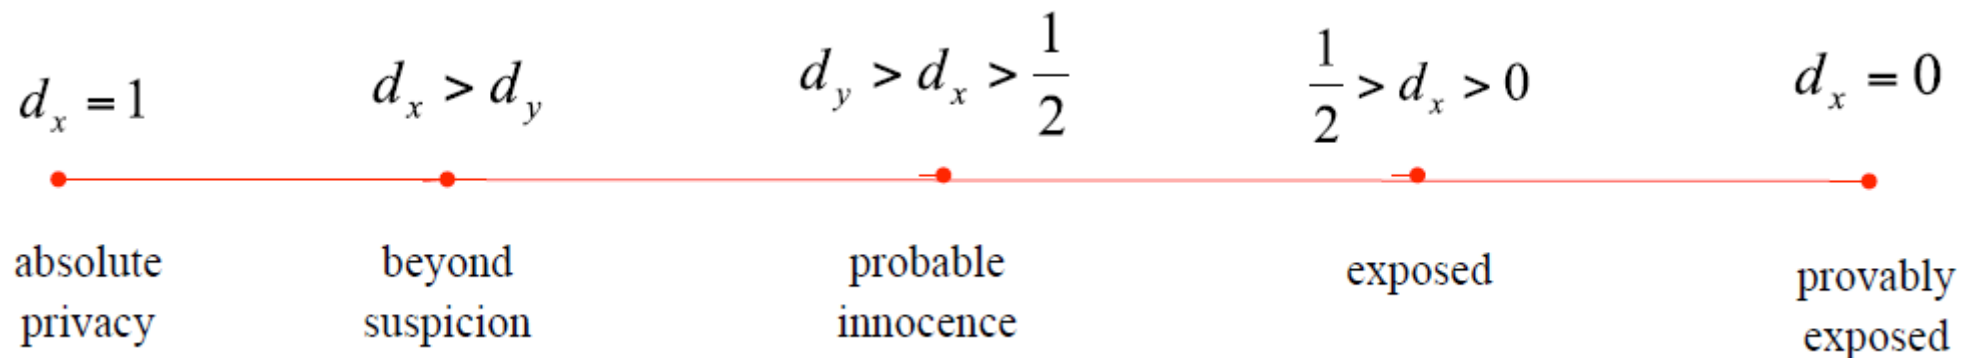 d_x = 1
d_x > d_y
d_y > d_x > 1/2
1/2 > d_x > 0
d_x = 0
absolute
privacy
beyond
suspicion
probable
innocence
exposed
provably
exposed